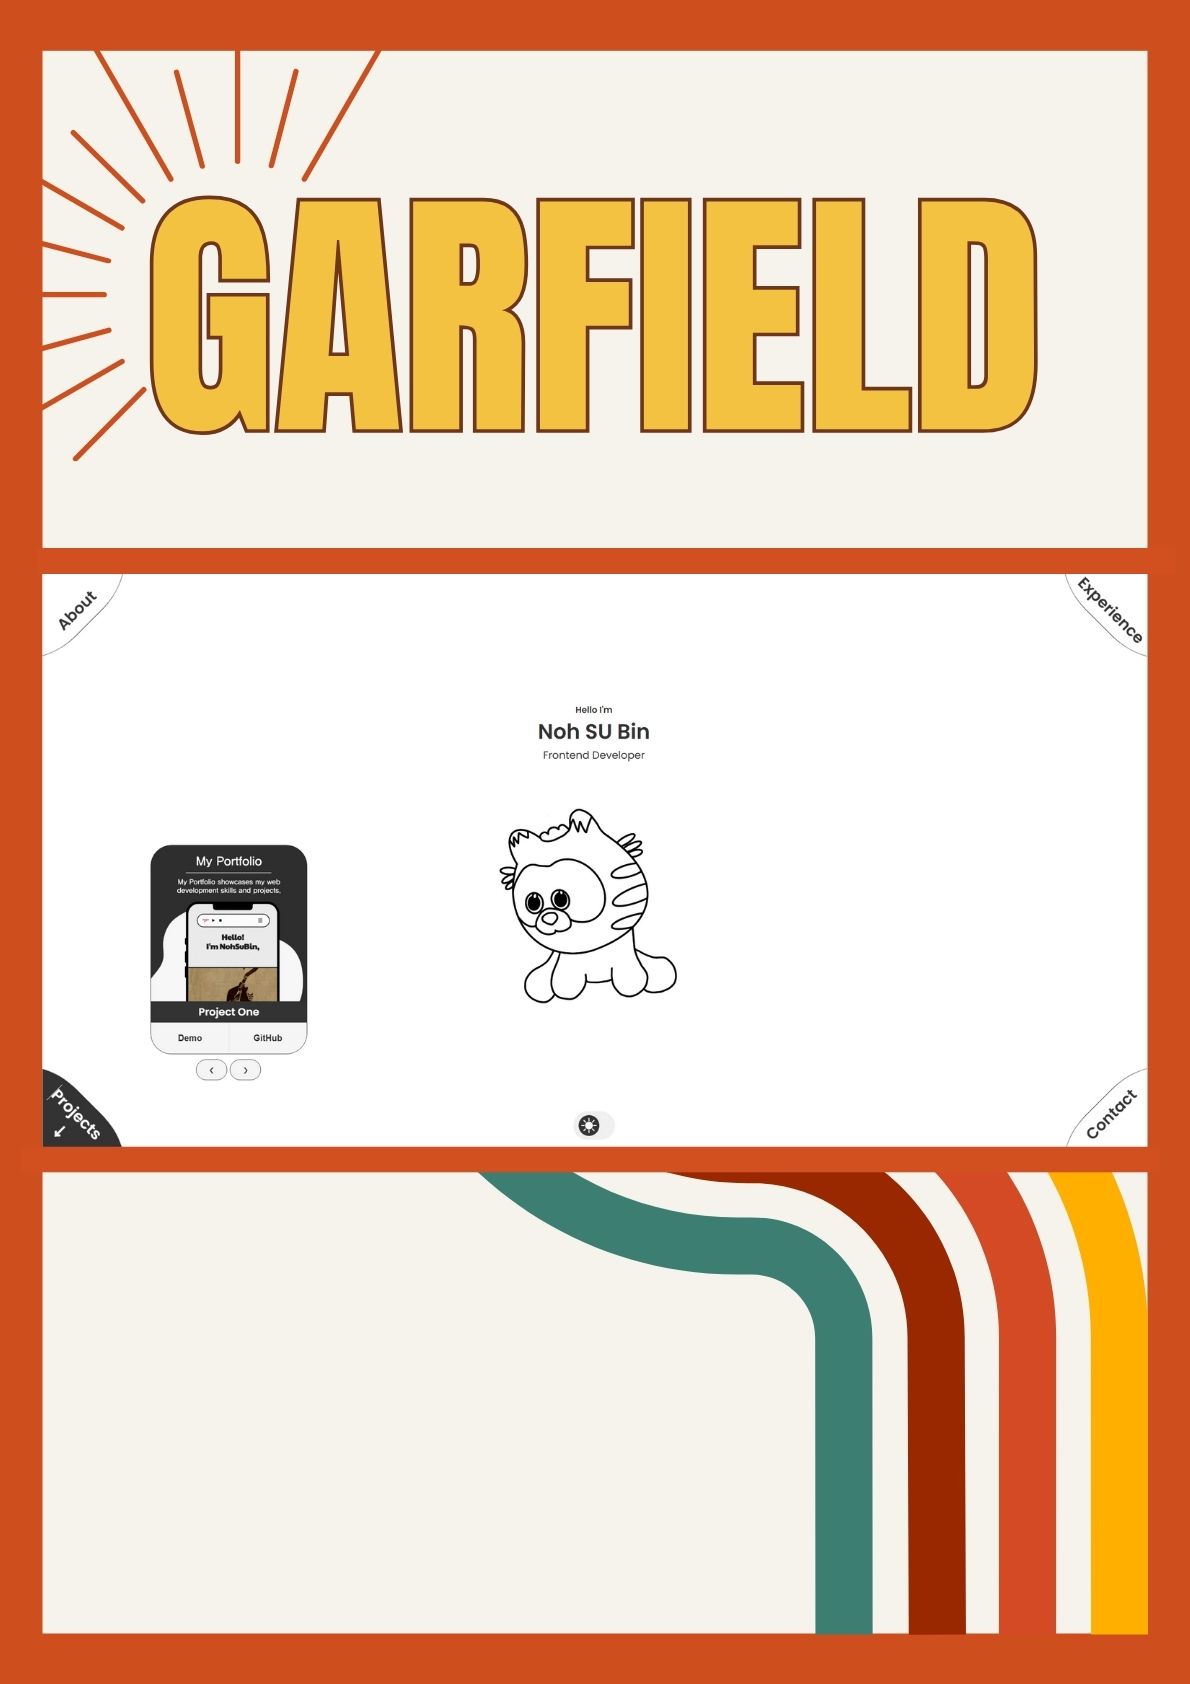 GARFIELD
About
Experience
Hello I'm
Noh SU Bin
Frontend Developer
My Portfolio
My Portfolio showcases my web
development skills and projects.
Hello!
I'm NohSuBin,
Project One
Demo
GitHub
Projects
Contact